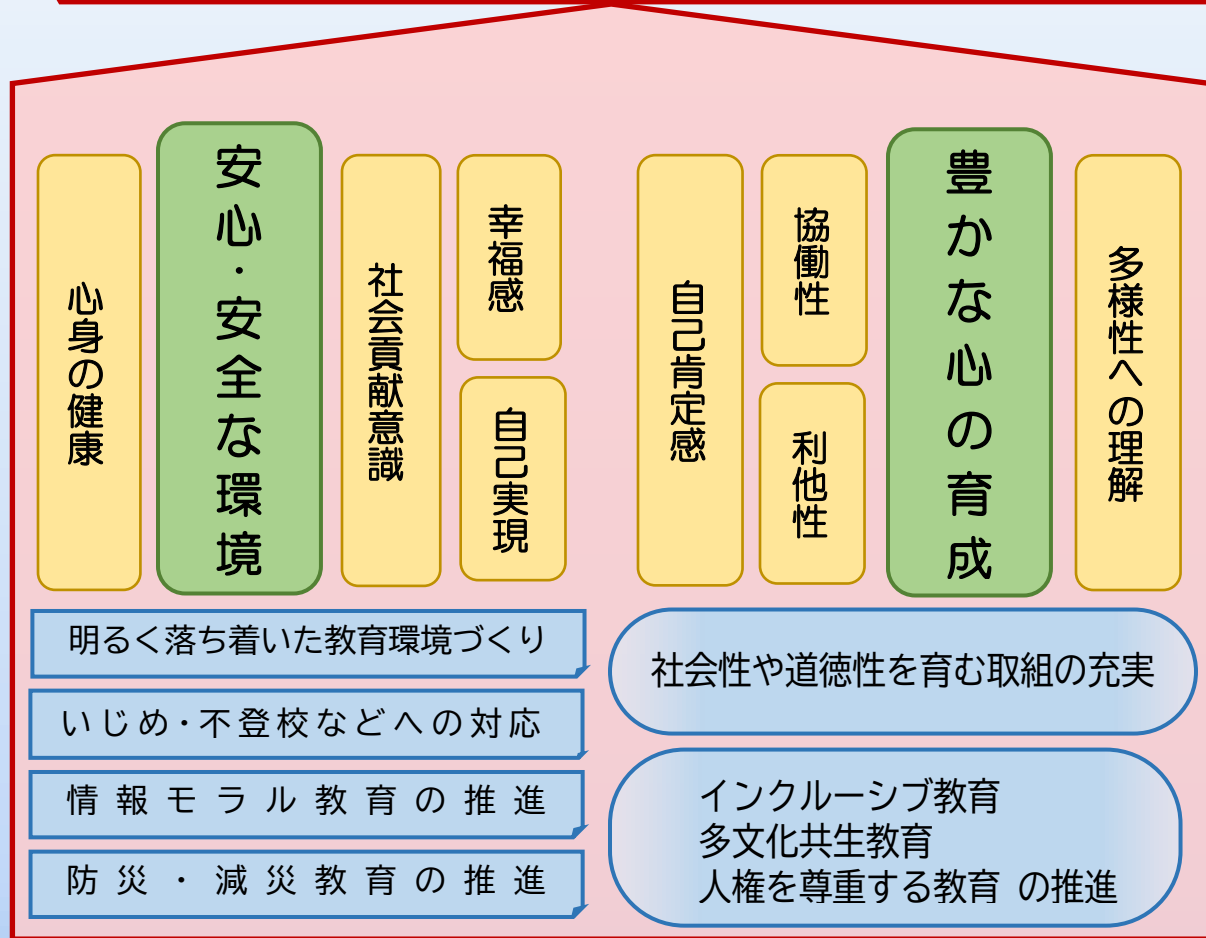 心身の健康
安心・安全な環境
社会貢献意識
幸福感
自己実現
自己肯定感
協働性
利他性
豊かな心の育成
多様性への理解
明るく落ち着いた教育環境づくり
いじめ・不登校などへの対応
情報モラル教育の推進
防災・減災教育の推進
社会性や道徳性を育む取組の充実
インクルーシブ教育
多文化共生教育
人権を尊重する教育 の推進